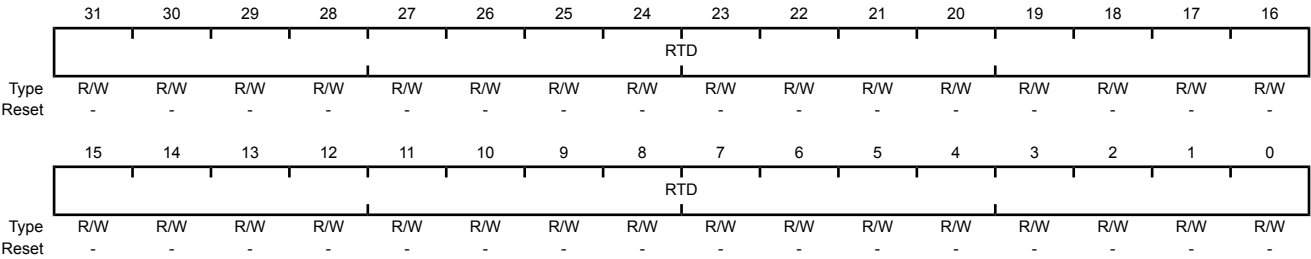 31 30 29 28 27 26 25 24 23 22 21 20 19 18 17 16
RTD
Type R/W R/W R/W R/W R/W R/W R/W R/W R/W R/W R/W R/W R/W R/W R/W R/W
Reset - - - - - - - - - - - - - - - -
15 14 13 12 11 10 9 8 7 6 5 4 3 2 1 0
RTD
Type R/W R/W R/W R/W R/W R/W R/W R/W R/W R/W R/W R/W R/W R/W R/W R/W
Reset - - - - - - - - - - - - - - - -